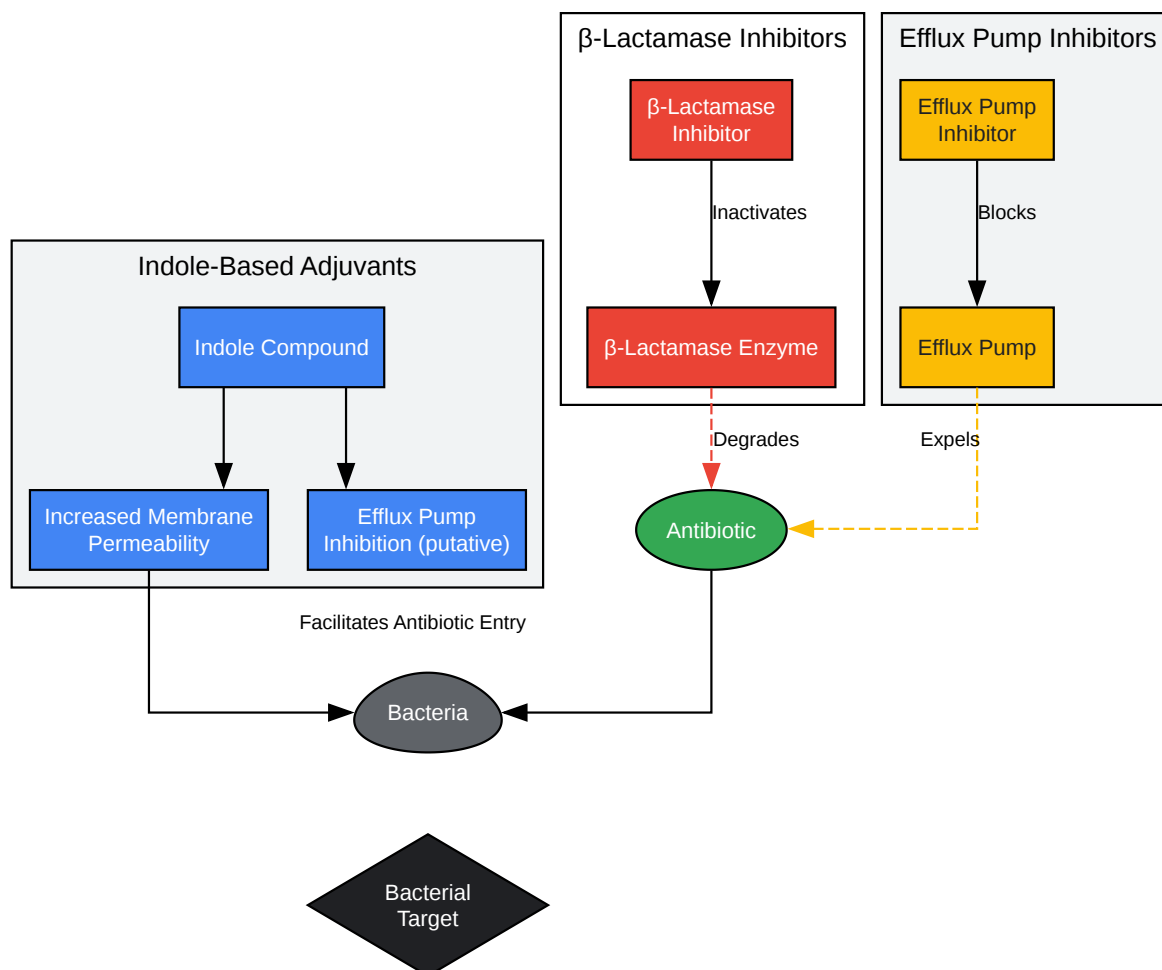 β-Lactamase Inhibitors
Efflux Pump Inhibitors
β-Lactamase
Inhibitor
Efflux Pump
Inhibitor
Inactivates
Blocks
Indole-Based Adjuvants
Indole Compound
β-Lactamase Enzyme
Efflux Pump
Degrades
Expels
Increased Membrane
Permeability
Efflux Pump
Inhibition (putative)
Antibiotic
Facilitates Antibiotic Entry
Bacteria
Bacterial
Target